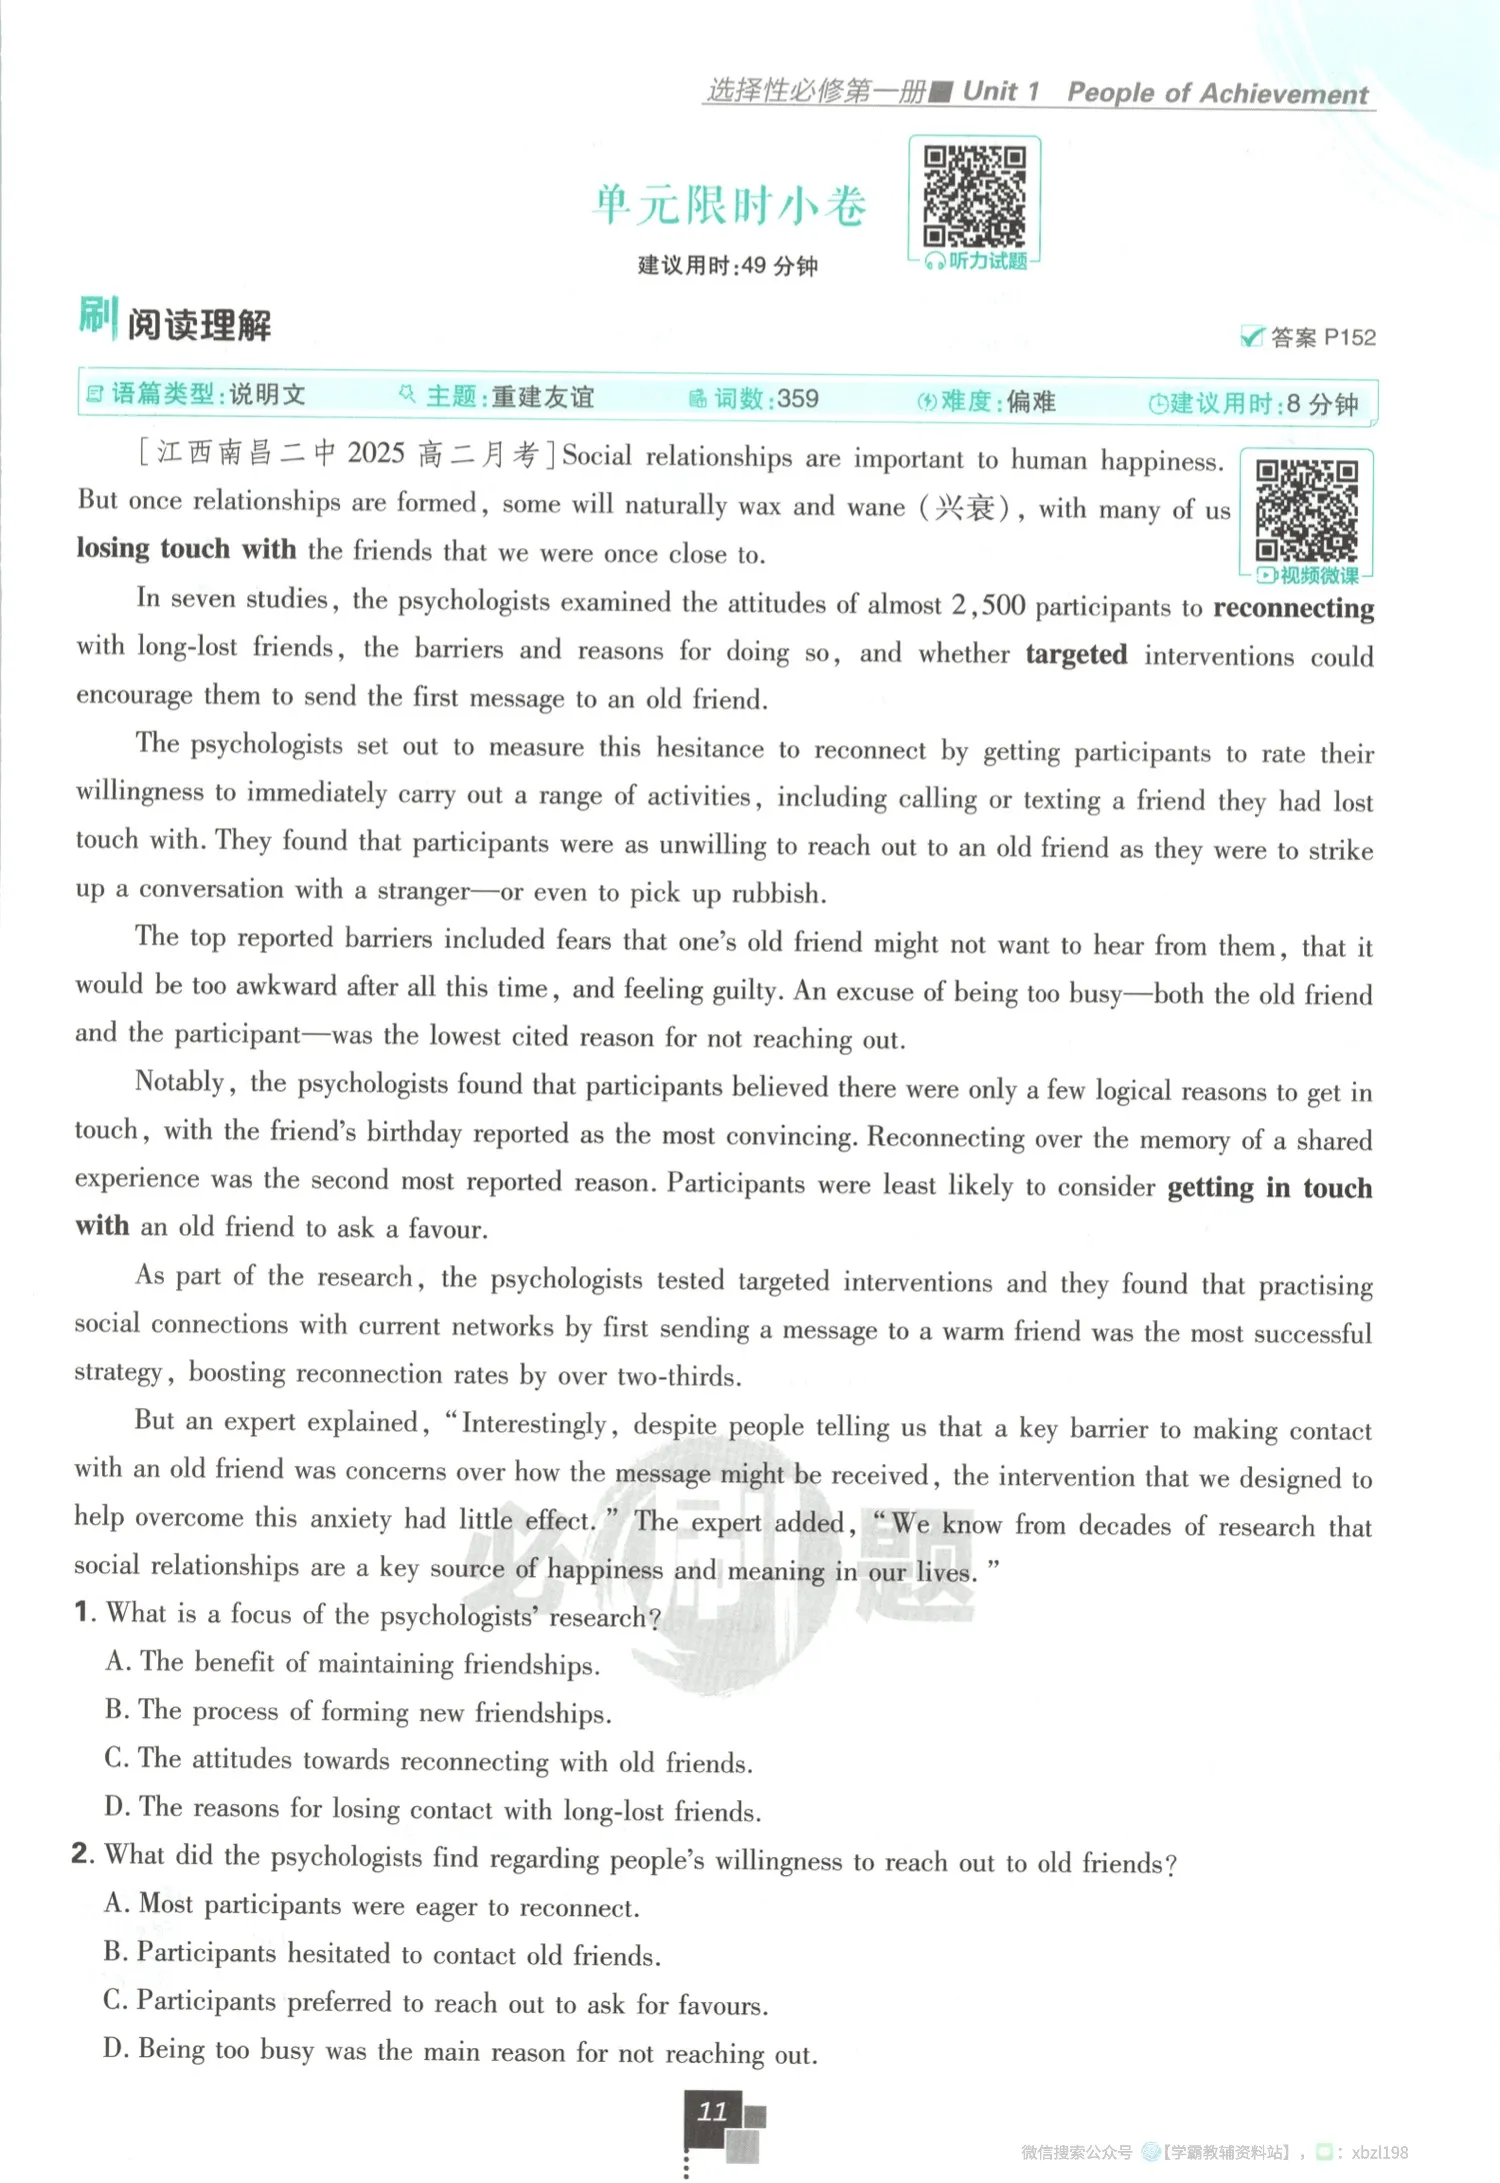 选择性必修第一册■ Unit 1 People of Achievement
单元限时小卷
建议用时:49分钟
听力试题
刷 阅读理解
答案 P152
语篇类型:说明文 主题:重建友谊 词数:359 难度:偏难 建议用时:8分钟
[江西南昌二中 2025 高二月考]Social relationships are important to human happiness.
But once relationships are formed, some will naturally wax and wane (兴衰), with many of us
losing touch with the friends that we were once close to.
视频微课
In seven studies, the psychologists examined the attitudes of almost 2,500 participants to reconnecting
with long-lost friends, the barriers and reasons for doing so, and whether targeted interventions could
encourage them to send the first message to an old friend.
The psychologists set out to measure this hesitance to reconnect by getting participants to rate their
willingness to immediately carry out a range of activities, including calling or texting a friend they had lost
touch with. They found that participants were as unwilling to reach out to an old friend as they were to strike
up a conversation with a stranger—or even to pick up rubbish.
The top reported barriers included fears that one's old friend might not want to hear from them, that it
would be too awkward after all this time, and feeling guilty. An excuse of being too busy—both the old friend
and the participant—was the lowest cited reason for not reaching out.
Notably, the psychologists found that participants believed there were only a few logical reasons to get in
touch, with the friend's birthday reported as the most convincing. Reconnecting over the memory of a shared
experience was the second most reported reason. Participants were least likely to consider getting in touch
with an old friend to ask a favour.
As part of the research, the psychologists tested targeted interventions and they found that practising
social connections with current networks by first sending a message to a warm friend was the most successful
strategy, boosting reconnection rates by over two-thirds.
But an expert explained, “Interestingly, despite people telling us that a key barrier to making contact
with an old friend was concerns over how the message might be received, the intervention that we designed to
help overcome this anxiety had little effect.” The expert added, “We know from decades of research that
social relationships are a key source of happiness and meaning in our lives.”
必刷题
1. What is a focus of the psychologists' research?
A. The benefit of maintaining friendships.
B. The process of forming new friendships.
C. The attitudes towards reconnecting with old friends.
D. The reasons for losing contact with long-lost friends.
2. What did the psychologists find regarding people's willingness to reach out to old friends?
A. Most participants were eager to reconnect.
B. Participants hesitated to contact old friends.
C. Participants preferred to reach out to ask for favours.
D. Being too busy was the main reason for not reaching out.
11
微信搜索公众号【学霸教辅资料站】, : xbzl198